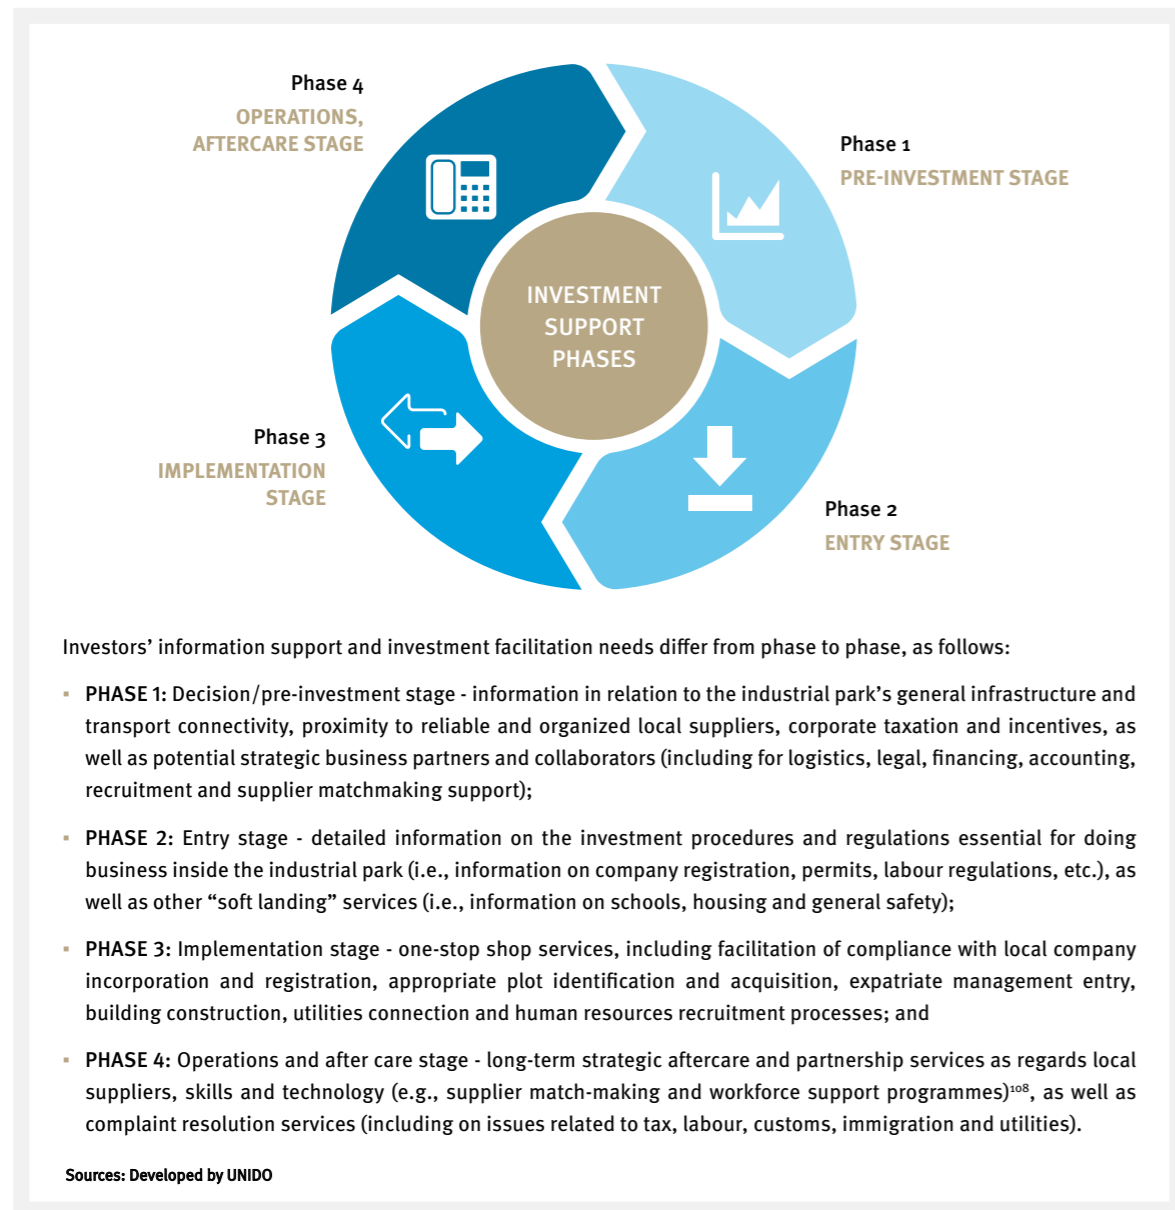 Phase 4
OPERATIONS,
AFTERCARE STAGE
Phase 1
PRE-INVESTMENT STAGE
INVESTMENT
SUPPORT
PHASES
Phase 3
IMPLEMENTATION
STAGE
Phase 2
ENTRY STAGE
Investors’ information support and investment facilitation needs differ from phase to phase, as follows:
▪ PHASE 1: Decision/pre-investment stage - information in relation to the industrial park’s general infrastructure and
transport connectivity, proximity to reliable and organized local suppliers, corporate taxation and incentives, as
well as potential strategic business partners and collaborators (including for logistics, legal, financing, accounting,
recruitment and supplier matchmaking support);
▪ PHASE 2: Entry stage - detailed information on the investment procedures and regulations essential for doing
business inside the industrial park (i.e., information on company registration, permits, labour regulations, etc.), as
well as other “soft landing” services (i.e., information on schools, housing and general safety);
▪ PHASE 3: Implementation stage - one-stop shop services, including facilitation of compliance with local company
incorporation and registration, appropriate plot identification and acquisition, expatriate management entry,
building construction, utilities connection and human resources recruitment processes; and
▪ PHASE 4: Operations and after care stage - long-term strategic aftercare and partnership services as regards local
suppliers, skills and technology (e.g., supplier match-making and workforce support programmes)¹⁰⁸, as well as
complaint resolution services (including on issues related to tax, labour, customs, immigration and utilities).
Sources: Developed by UNIDO